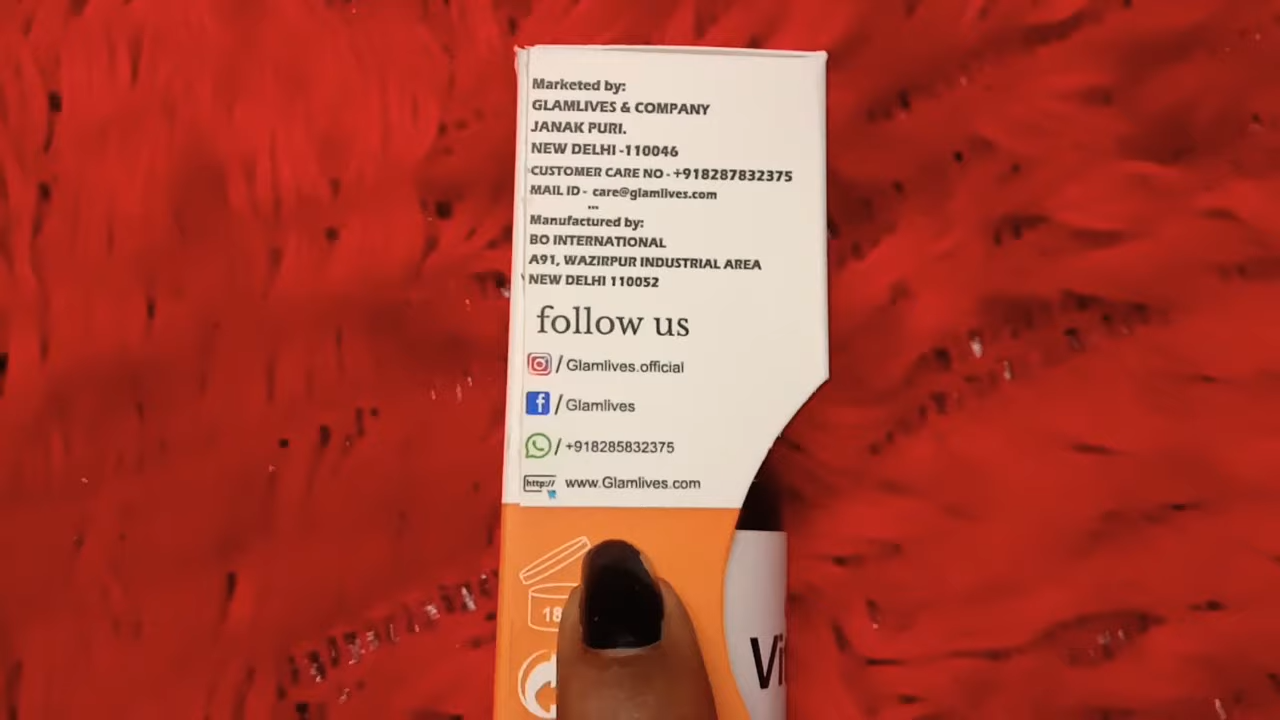 Marketed by:
GLAMLIVES & COMPANY
JANAK PURI.
NEW DELHI -110046
CUSTOMER CARE NO - +918287832375
MAIL ID - care@glamlives.com
...
Manufactured by:
BO INTERNATIONAL
A91, WAZIRPUR INDUSTRIAL AREA
NEW DELHI 110052
follow us
/ Glamlives.official
/ Glamlives
/ +918285832375
http:// www.Glamlives.com
18